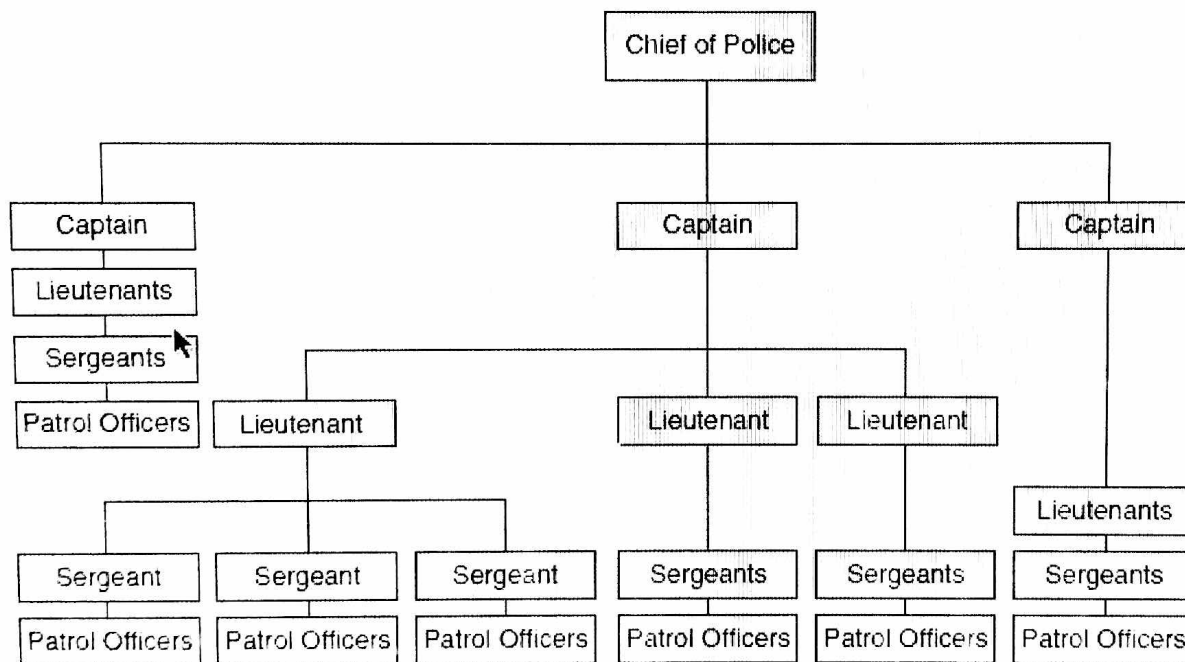 Chief of Police
Captain
Captain
Captain
Lieutenants
Sergeants
Patrol Officers
Lieutenant
Lieutenant
Lieutenant
Lieutenants
Sergeant
Sergeant
Sergeant
Sergeants
Sergeants
Sergeants
Patrol Officers
Patrol Officers
Patrol Officers
Patrol Officers
Patrol Officers
Patrol Officers